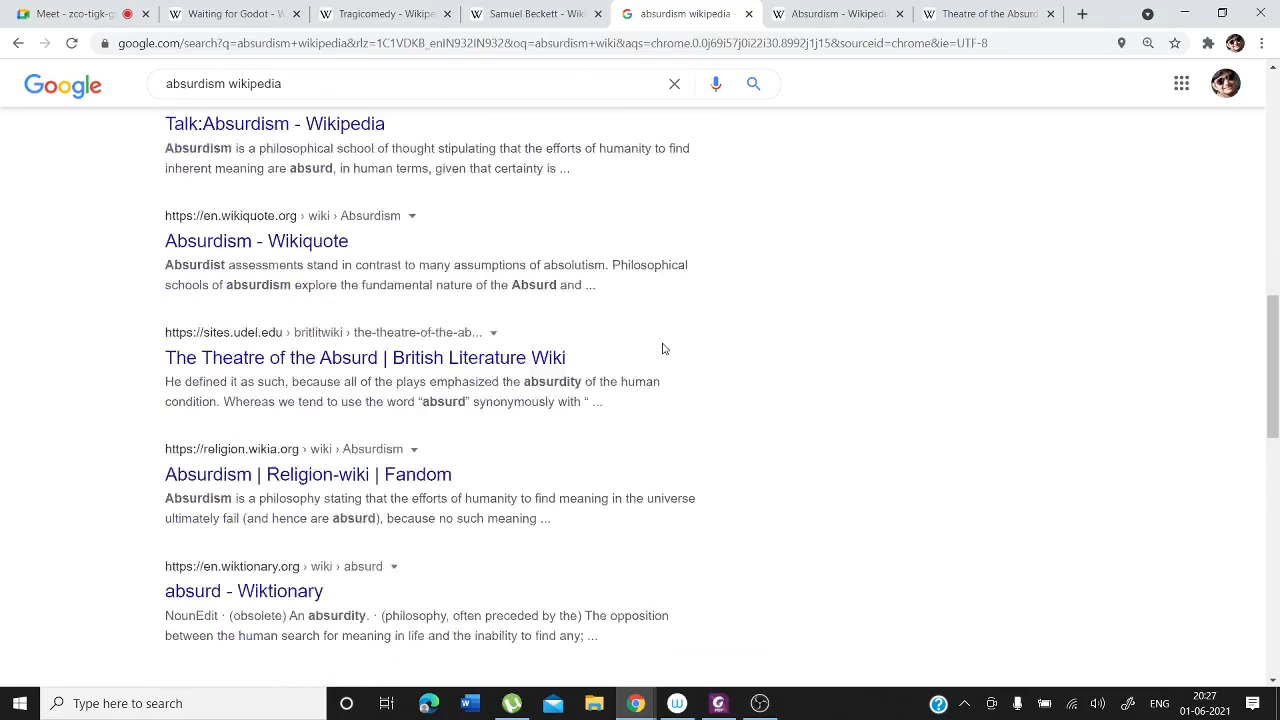 Meet - zco-tik-g
Waiting for Godot - W
Tragicomedy - Wikipe
Samuel Beckett - Wiki
absurdism wikipedia -
Absurdism - Wikipedia
Theatre of the Absurd
google.com/search?q=absurdism+wikipedia&rlz=1C1VDKB_enIN932IN932&oq=absurdism+wiki&aqs=chrome.0.0j69i57j0i22i30.8992j1j15&sourceid=chrome&ie=UTF-8
Google
absurdism wikipedia
Talk:Absurdism - Wikipedia
Absurdism is a philosophical school of thought stipulating that the efforts of humanity to find
inherent meaning are absurd, in human terms, given that certainty is ...
https://en.wikiquote.org › wiki › Absurdism
Absurdism - Wikiquote
Absurdist assessments stand in contrast to many assumptions of absolutism. Philosophical
schools of absurdism explore the fundamental nature of the Absurd and ...
https://sites.udel.edu › britlitwiki › the-theatre-of-the-ab...
The Theatre of the Absurd | British Literature Wiki
He defined it as such, because all of the plays emphasized the absurdity of the human
condition. Whereas we tend to use the word “absurd” synonymously with “ ...
https://religion.wikia.org › wiki › Absurdism
Absurdism | Religion-wiki | Fandom
Absurdism is a philosophy stating that the efforts of humanity to find meaning in the universe
ultimately fail (and hence are absurd), because no such meaning ...
https://en.wiktionary.org › wiki › absurd
absurd - Wiktionary
NounEdit · (obsolete) An absurdity. · (philosophy, often preceded by the) The opposition
between the human search for meaning in life and the inability to find any; ...
Type here to search
ENG
20:27
01-06-2021